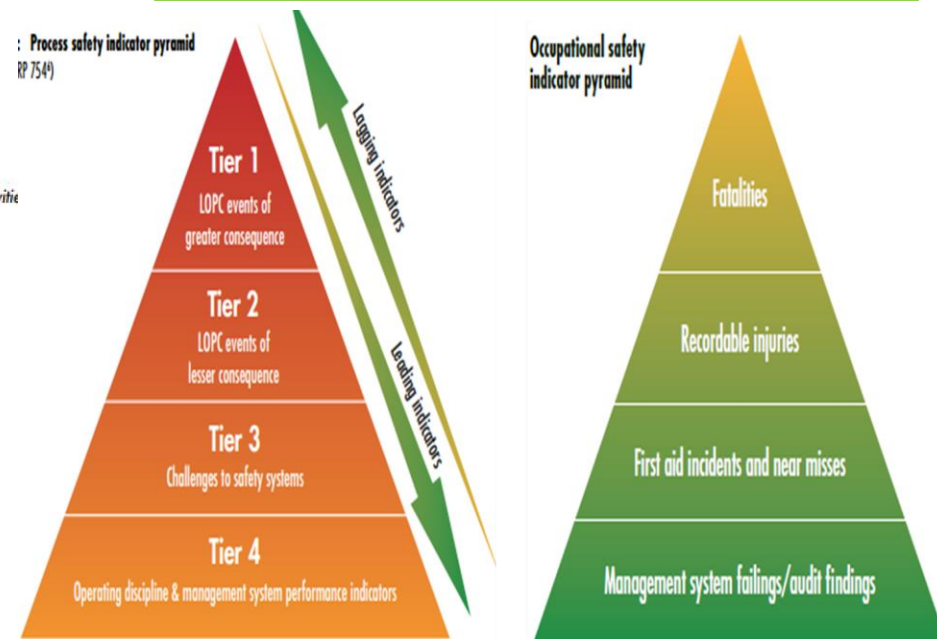 : Process safety indicator pyramid
RP 754⁴)
Tier 1
LOPC events of
greater consequence
Tier 2
LOPC events of
lesser consequence
Tier 3
Challenges to safety systems
Tier 4
Operating discipline & management system performance indicators
Lagging indicators
Leading indicators
Occupational safety
indicator pyramid
Fatalities
Recordable injuries
First aid incidents and near misses
Management system failings/audit findings